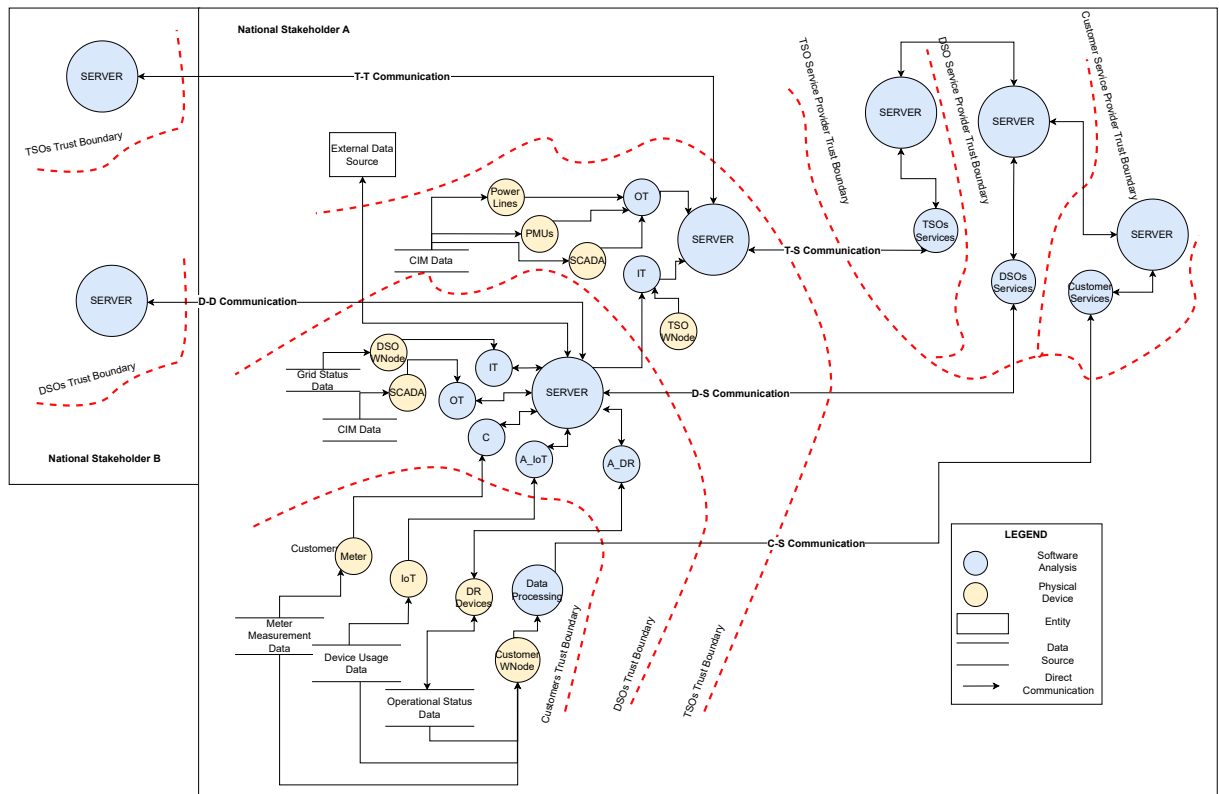 National Stakeholder A
SERVER
T-T Communication
TSOs Trust Boundary
TSO Service Provider Trust Boundary
DSO Service Provider Trust Boundary
Customer Service Provider Trust Boundary
SERVER
SERVER
External Data
Source
Power
Lines
OT
PMUs
SERVER
TSOs
Services
SERVER
T-S Communication
CIM Data
SCADA
IT
DSOs
Services
Customer
Services
SERVER
D-D Communication
TSO
WNode
DSO
WNode
IT
Grid Status
Data
SCADA
OT
SERVER
D-S Communication
DSOs Trust Boundary
CIM Data
C
A_IoT
A_DR
National Stakeholder B
Customer
Meter
IoT
DR
Devices
Data
Processing
C-S Communication
Meter
Measurement
Data
Device Usage
Data
Customer
WNode
Operational Status
Data
Customers Trust Boundary
DSOs Trust Boundary
TSOs Trust Boundary
LEGEND
Software
Analysis
Physical
Device
Entity
Data
Source
Direct
Communication